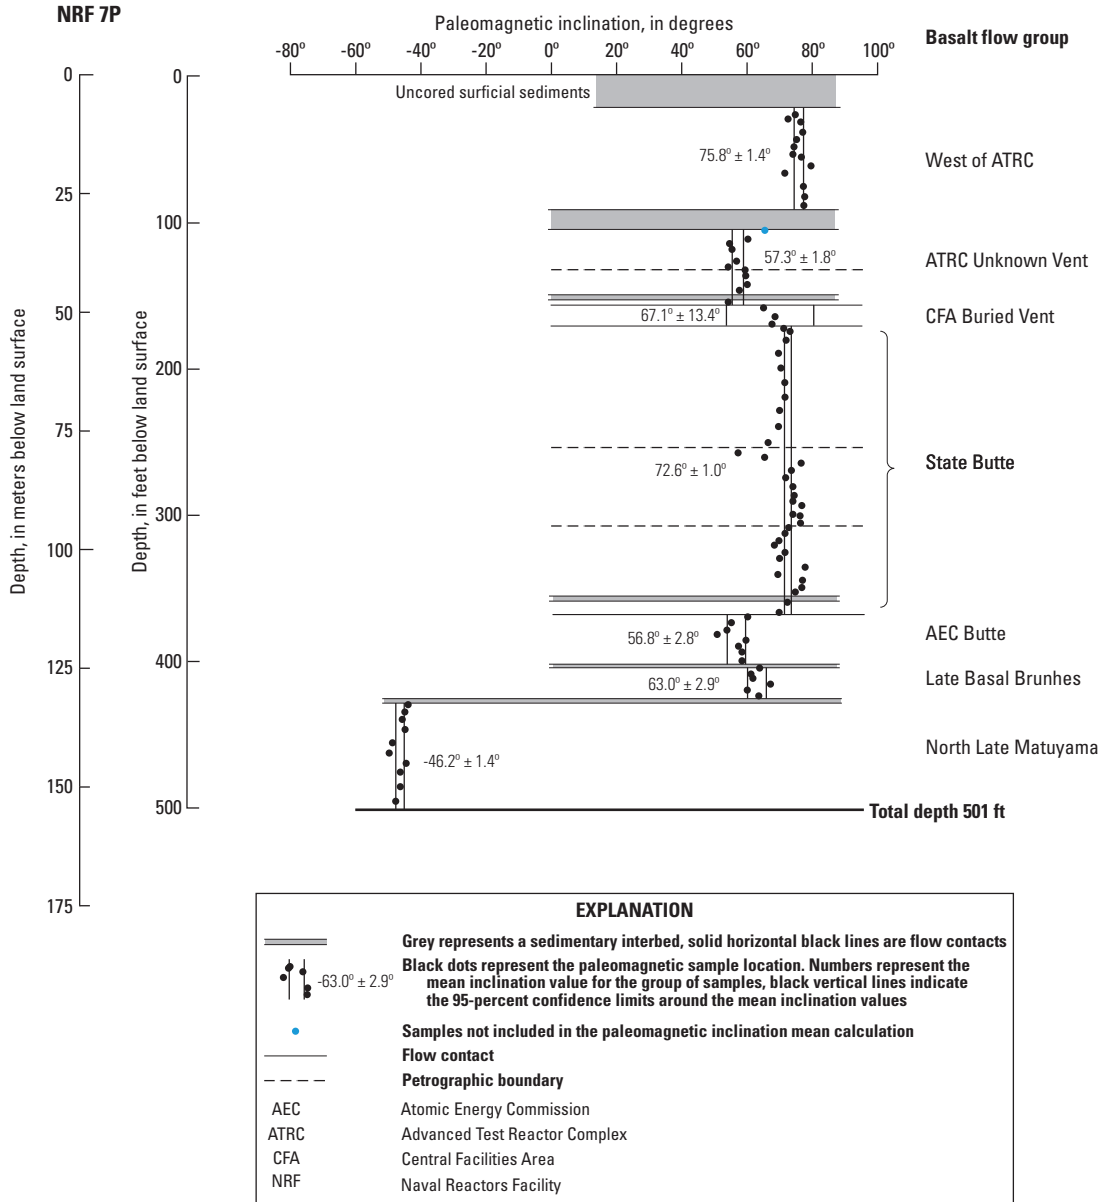 NRF 7P
Paleomagnetic inclination, in degrees
Basalt flow group
-80º -60º -40º -20º 0º 20º 40º 60º 80º 100º
Depth, in meters below land surface
0
25
50
75
100
125
150
175
Depth, in feet below land surface
0
100
200
300
400
500
Uncored surficial sediments
75.8º ± 1.4º
West of ATRC
57.3º ± 1.8º
ATRC Unknown Vent
67.1º ± 13.4º
CFA Buried Vent
72.6º ± 1.0º
State Butte
56.8º ± 2.8º
AEC Butte
63.0º ± 2.9º
Late Basal Brunhes
-46.2º ± 1.4º
North Late Matuyama
Total depth 501 ft
EXPLANATION
Grey represents a sedimentary interbed, solid horizontal black lines are flow contacts
-63.0º ± 2.9º
Black dots represent the paleomagnetic sample location. Numbers represent the
mean inclination value for the group of samples, black vertical lines indicate
the 95-percent confidence limits around the mean inclination values
Samples not included in the paleomagnetic inclination mean calculation
Flow contact
Petrographic boundary
AEC Atomic Energy Commission
ATRC Advanced Test Reactor Complex
CFA Central Facilities Area
NRF Naval Reactors Facility